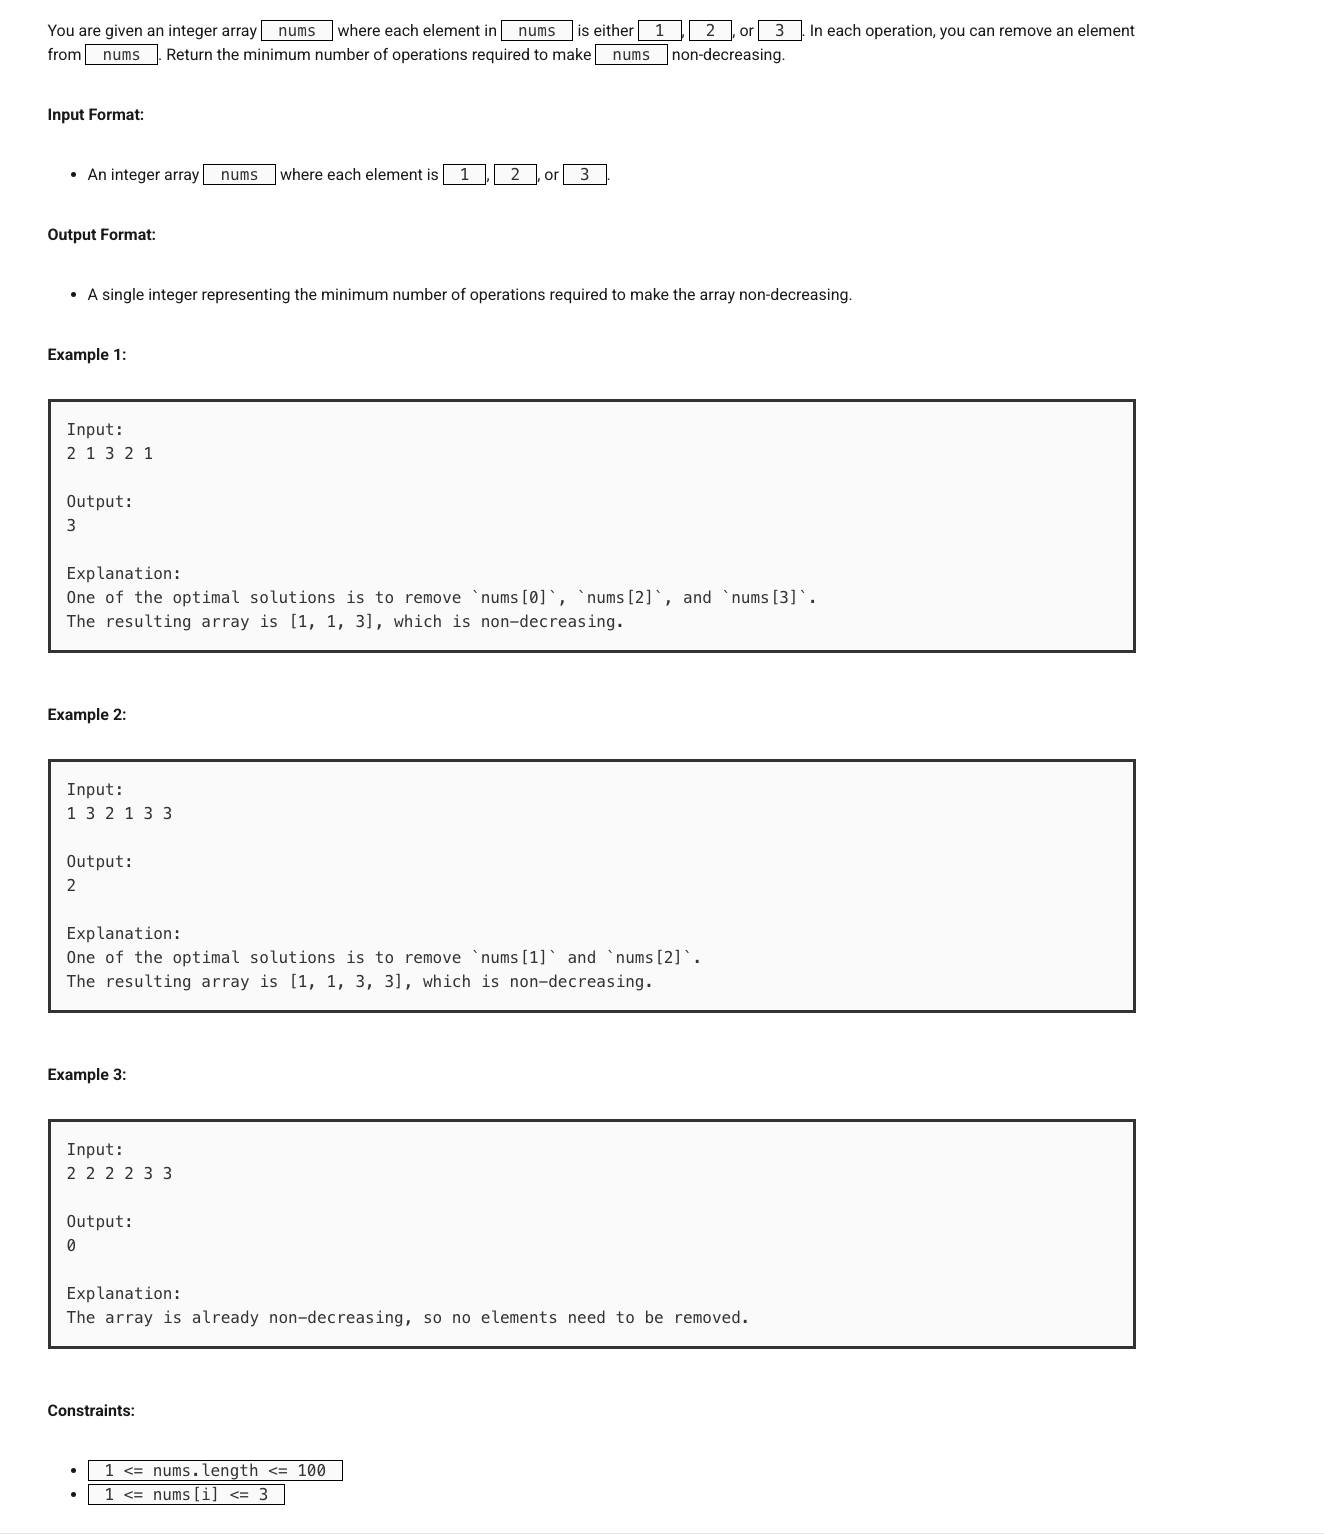 You are given an integer array nums where each element in nums is either 1, 2, or 3. In each operation, you can remove an element
from nums. Return the minimum number of operations required to make nums non-decreasing.
Input Format:
• An integer array nums where each element is 1, 2, or 3.
Output Format:
• A single integer representing the minimum number of operations required to make the array non-decreasing.
Example 1:
Input:
2 1 3 2 1
Output:
3
Explanation:
One of the optimal solutions is to remove `nums[0]`, `nums[2]`, and `nums[3]`.
The resulting array is [1, 1, 3], which is non-decreasing.
Example 2:
Input:
1 3 2 1 3 3
Output:
2
Explanation:
One of the optimal solutions is to remove `nums[1]` and `nums[2]`.
The resulting array is [1, 1, 3, 3], which is non-decreasing.
Example 3:
Input:
2 2 2 2 3 3
Output:
0
Explanation:
The array is already non-decreasing, so no elements need to be removed.
Constraints:
• 1 <= nums.length <= 100
• 1 <= nums[i] <= 3